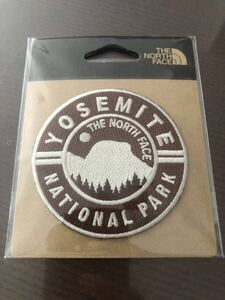 THE
NORTH
FACE
YOSEMITE
THE NORTH FACE
NATIONAL PARK